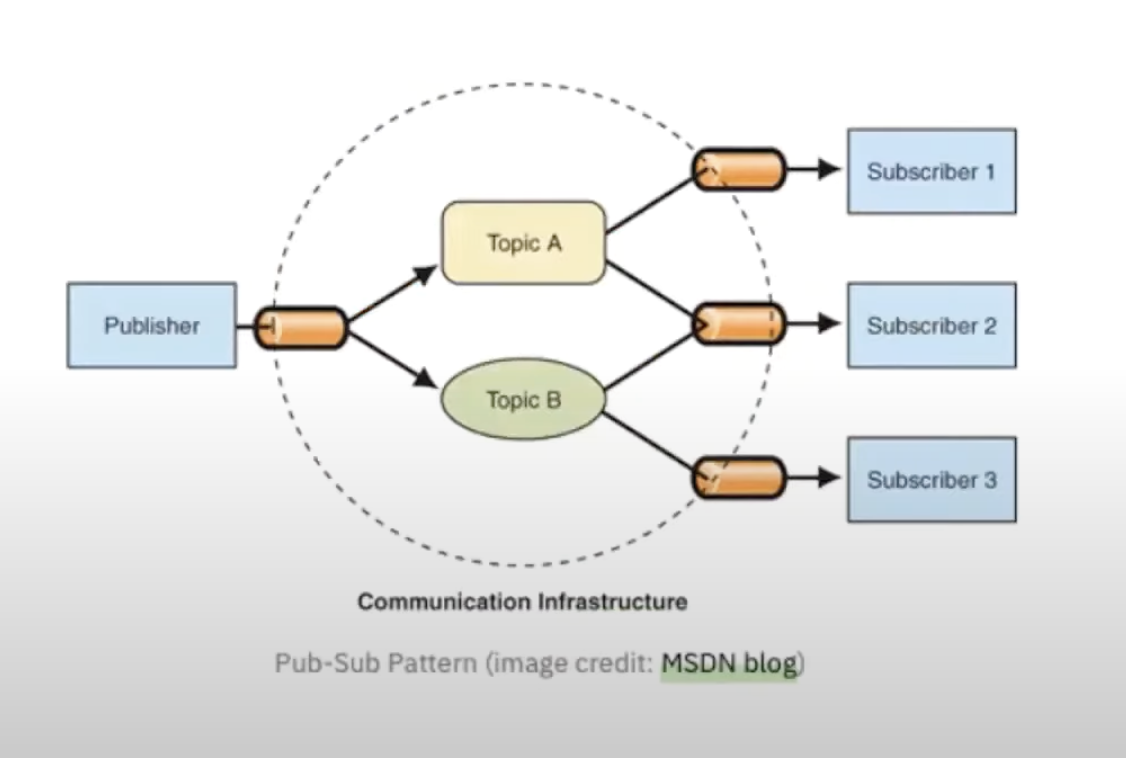 Subscriber 1
Topic A
Publisher
Subscriber 2
Topic B
Subscriber 3
Communication Infrastructure
Pub-Sub Pattern (image credit: MSDN blog)